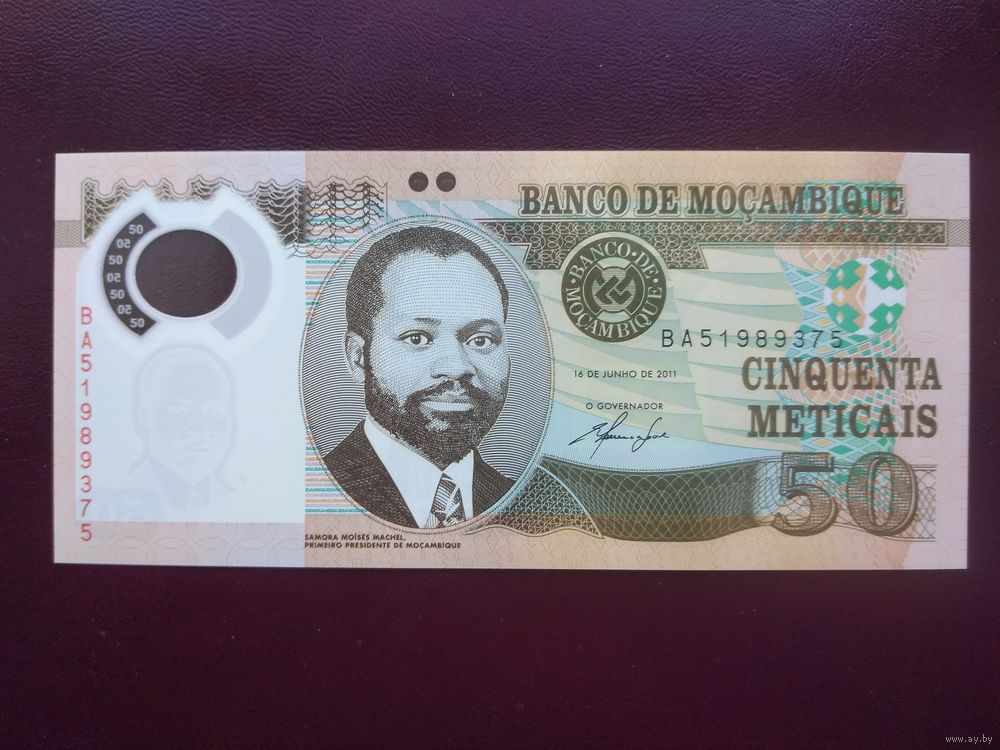 BANCO DE MOÇAMBIQUE
50
50
50
50
50
50
50
BANCO·DE·MOÇAMBIQUE
BA51989375
BA51989375
16 DE JUNHO DE 2011
O GOVERNADOR
CINQUENTA
METICAIS
50
SAMORA MOISÉS MACHEL,
PRIMEIRO PRESIDENTE DE MOÇAMBIQUE
www.ay.by